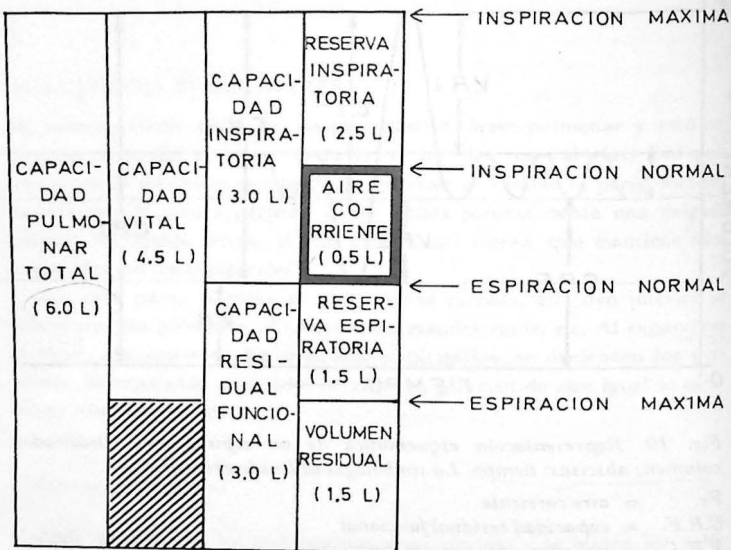 INSPIRACION MAXIMA
INSPIRACION NORMAL
ESPIRACION NORMAL
ESPIRACION MAXIMA
CAPACI-
DAD
PULMO-
NAR
TOTAL
(6.0 L)
CAPACI-
DAD
VITAL
(4.5 L)
CAPACI-
DAD
INSPIRA-
TORIA
(3.0 L)
CAPACI-
DAD
RESI-
DUAL
FUNCIO-
NAL
(3.0 L)
RESERVA
INSPIRA-
TORIA
(2.5 L)
AIRE
CO-
RRIENTE
(0.5 L)
RESER-
VA ESPI-
RATORIA
(1.5 L)
VOLUMEN
RESIDUAL
(1.5 L)